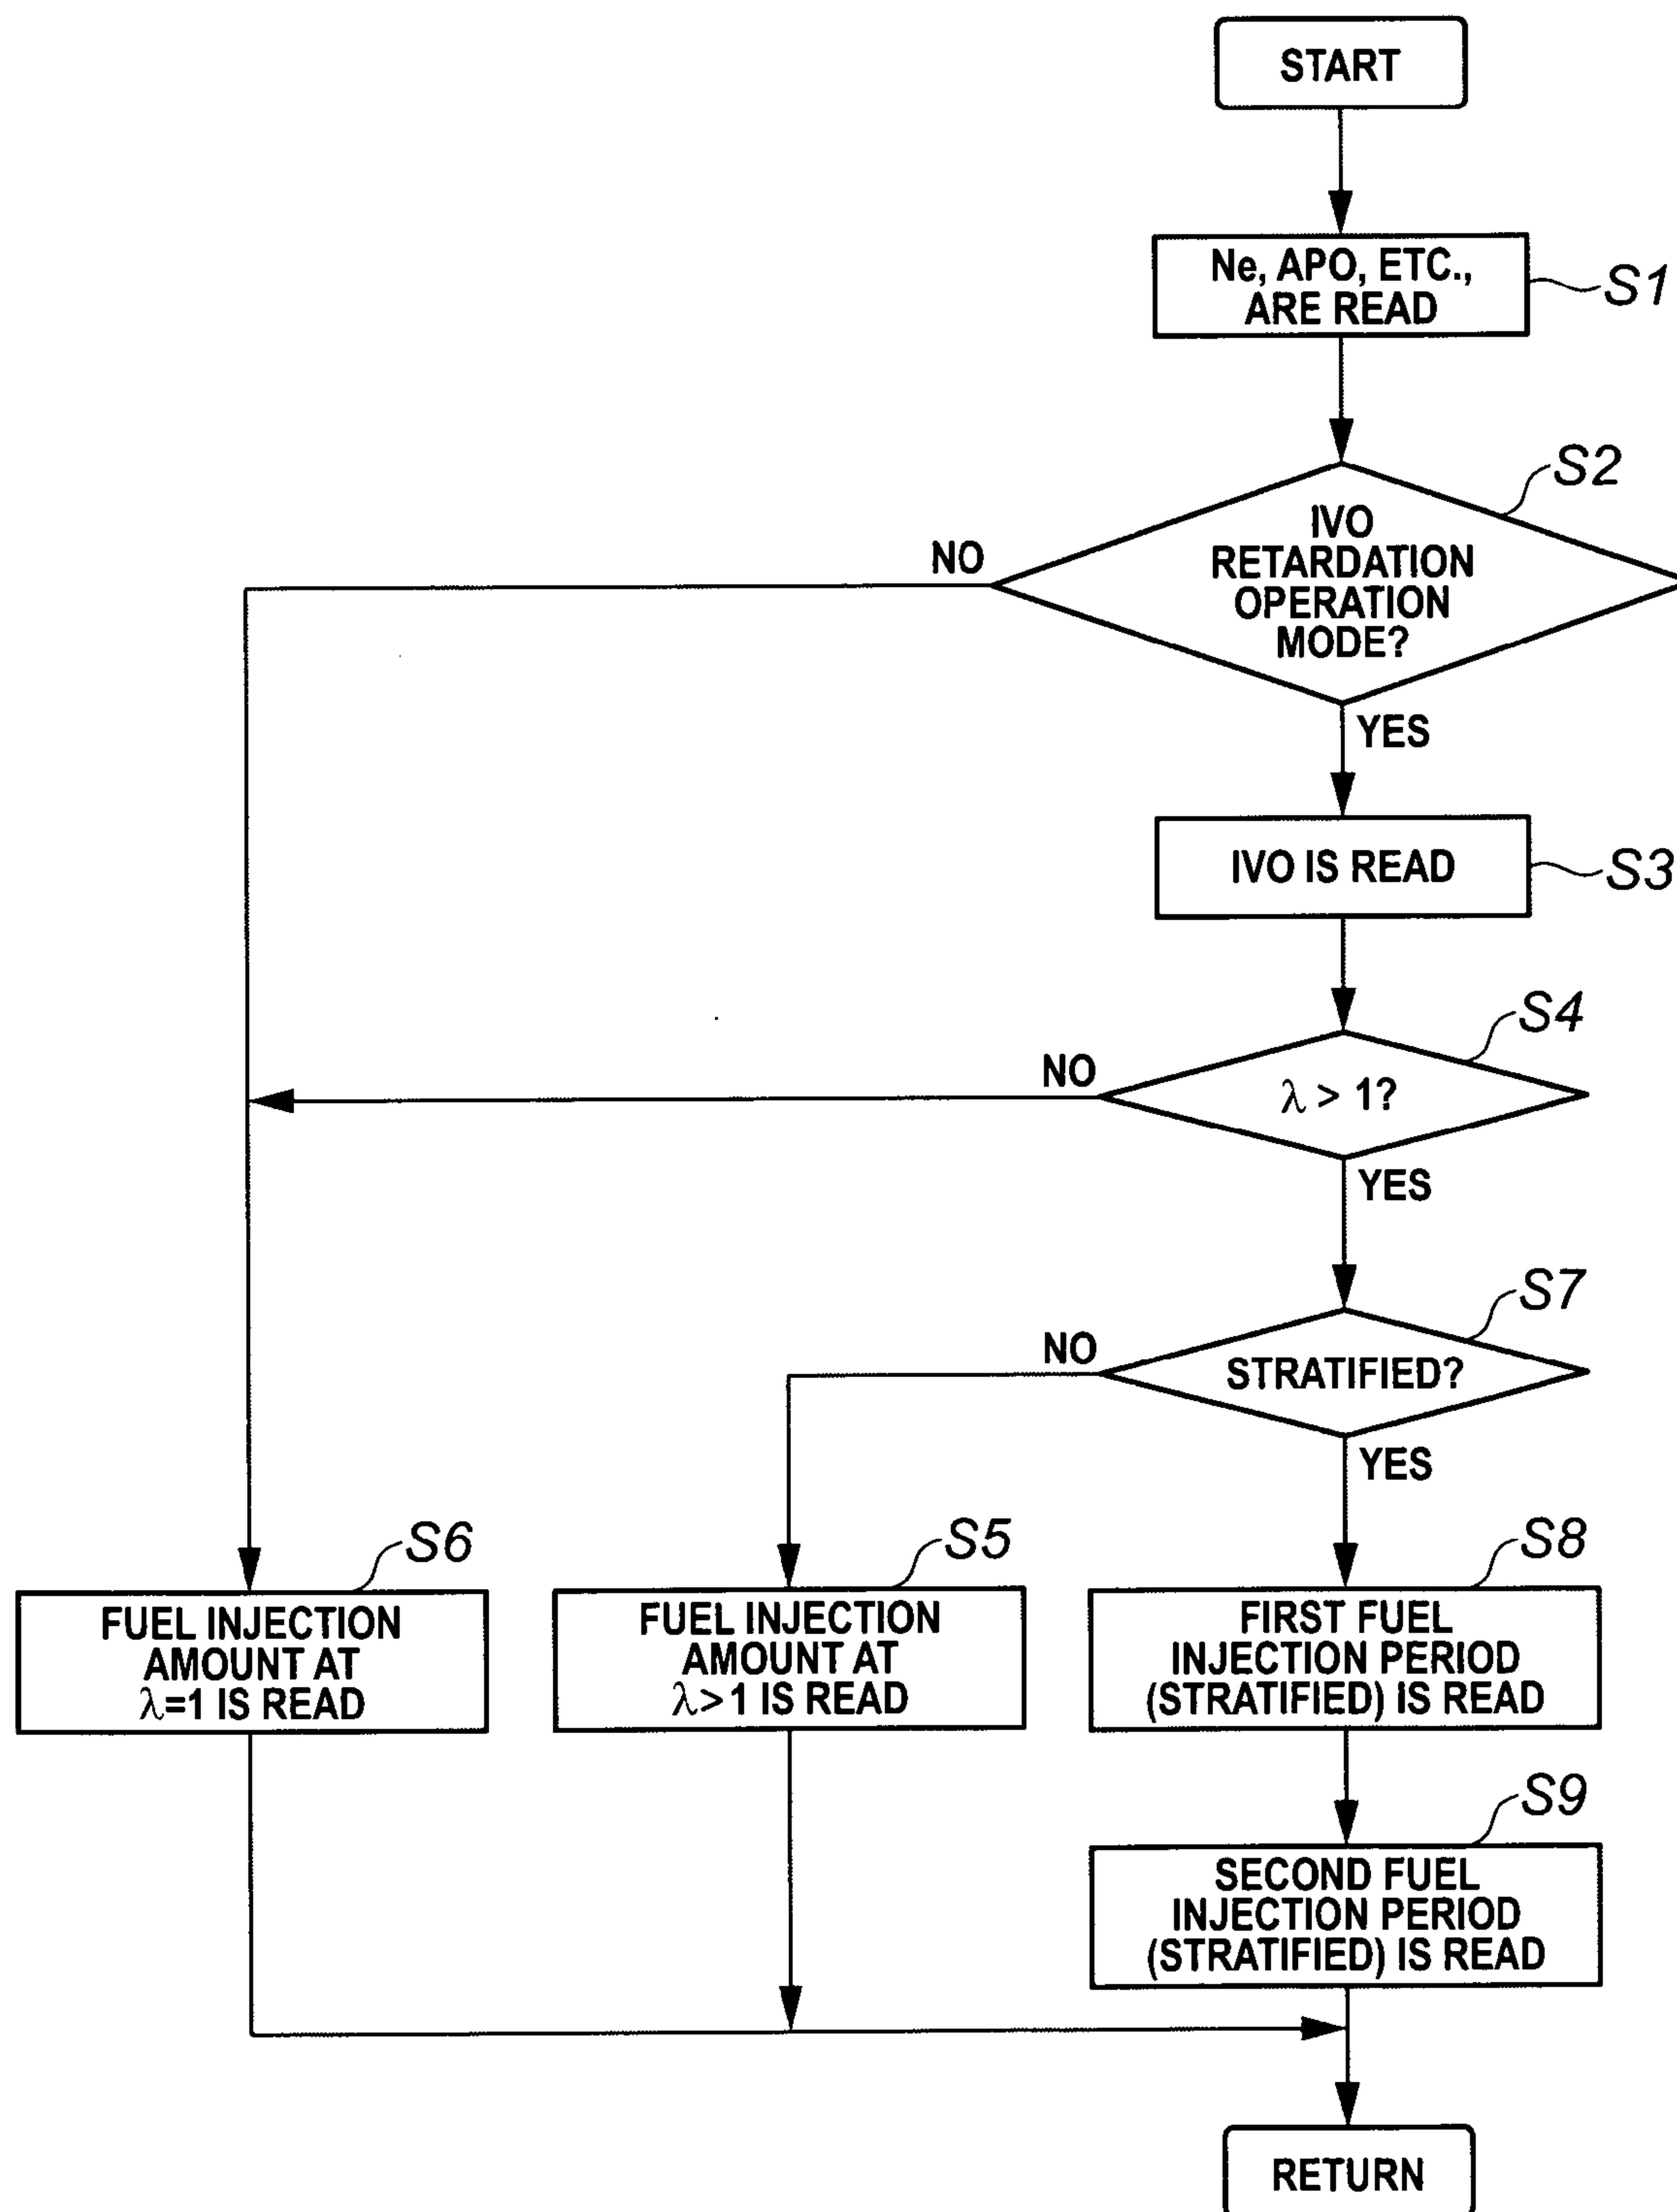 START
Ne, APO, ETC.,
ARE READ
S1
S2
IVO
RETARDATION
OPERATION
MODE?
NO
YES
IVO IS READ
S3
S4
λ > 1?
NO
YES
S7
STRATIFIED?
NO
YES
S6
FUEL INJECTION
AMOUNT AT
λ=1 IS READ
S5
FUEL INJECTION
AMOUNT AT
λ> 1 IS READ
S8
FIRST FUEL
INJECTION PERIOD
(STRATIFIED) IS READ
S9
SECOND FUEL
INJECTION PERIOD
(STRATIFIED) IS READ
RETURN